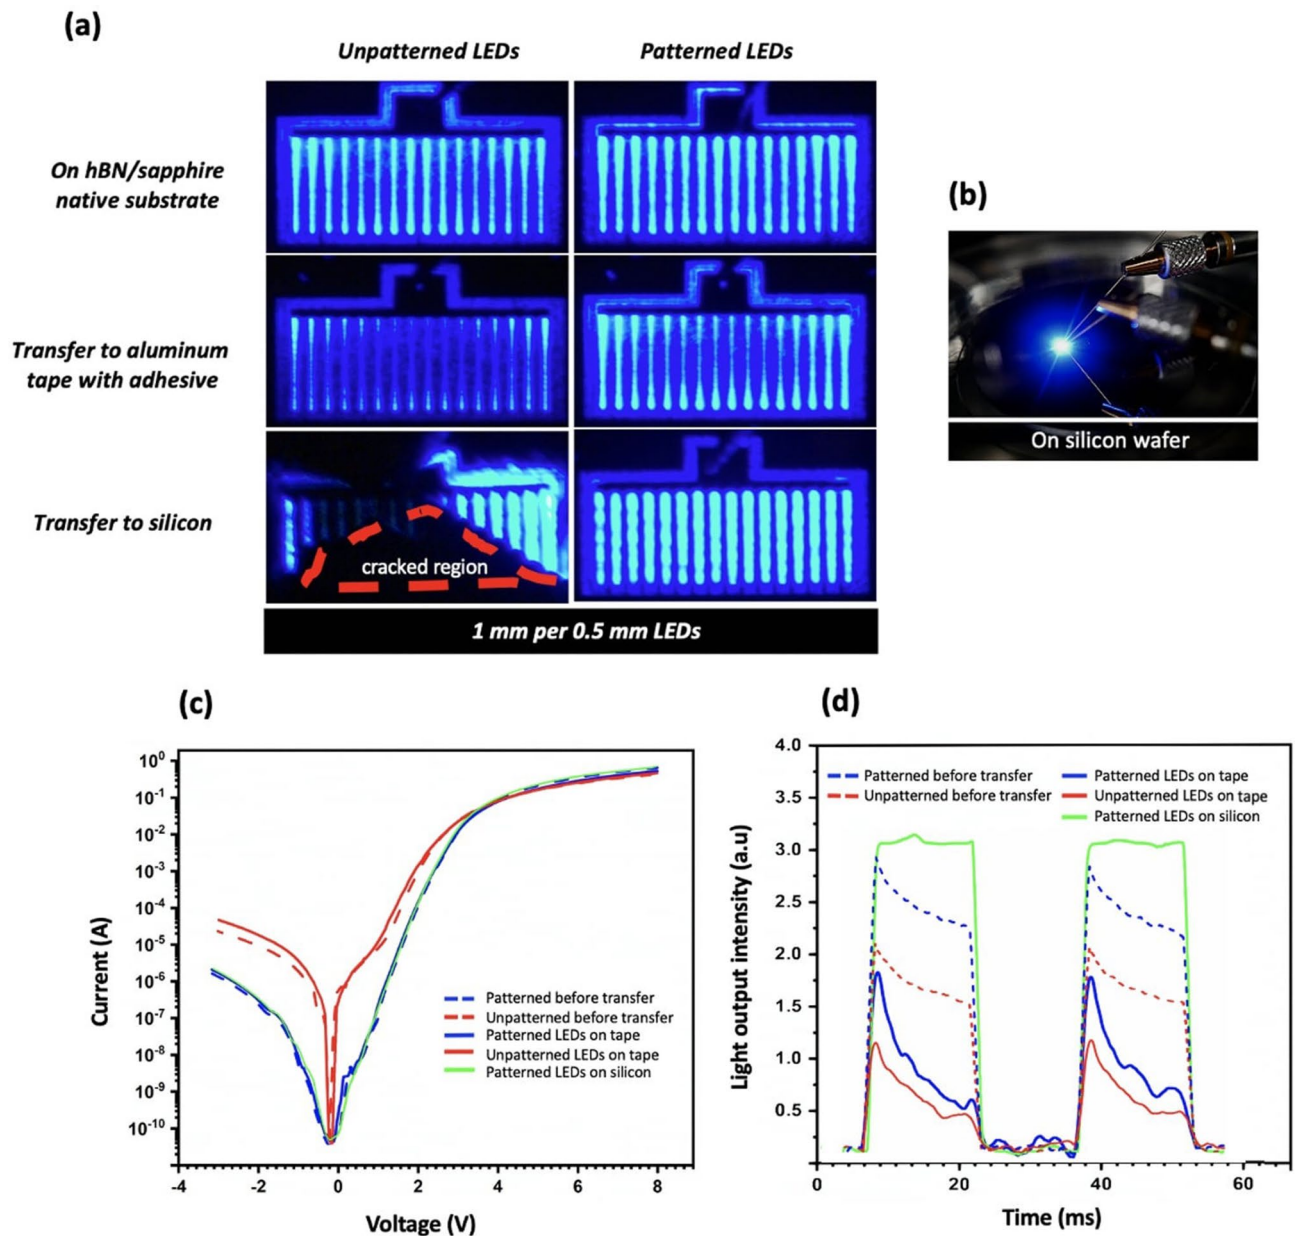 (a)
Unpatterned LEDs
Patterned LEDs
On hBN/sapphire
native substrate
Transfer to aluminum
tape with adhesive
Transfer to silicon
cracked region
1 mm per 0.5 mm LEDs
(b)
On silicon wafer
(c)
10⁰
10⁻¹
10⁻²
10⁻³
10⁻⁴
10⁻⁵
10⁻⁶
10⁻⁷
10⁻⁸
10⁻⁹
10⁻¹⁰
Current (A)
Patterned before transfer
Unpatterned before transfer
Patterned LEDs on tape
Unpatterned LEDs on tape
Patterned LEDs on silicon
-4
-2
0
2
4
6
8
Voltage (V)
(d)
4.0
3.5
3.0
2.5
2.0
1.5
1.0
0.5
Light output intensity (a.u)
Patterned before transfer
Unpatterned before transfer
Patterned LEDs on tape
Unpatterned LEDs on tape
Patterned LEDs on silicon
0
20
40
60
Time (ms)